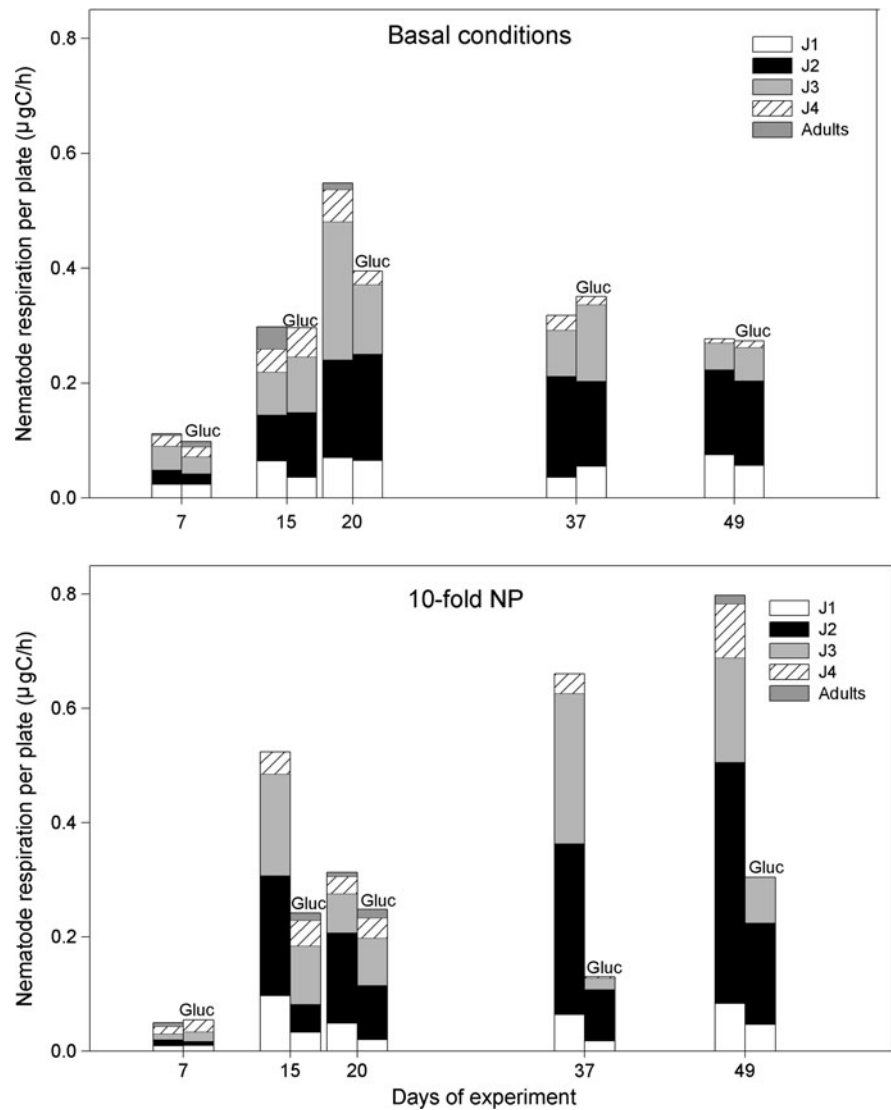 Basal conditions
J1
J2
J3
J4
Adults
Nematode respiration per plate (µgC/h)
0.8
0.6
0.4
0.2
0.0
Gluc
Gluc
Gluc
Gluc
Gluc
7
15
20
37
49
10-fold NP
J1
J2
J3
J4
Adults
Nematode respiration per plate (µgC/h)
0.8
0.6
0.4
0.2
0.0
Gluc
Gluc
Gluc
Gluc
Gluc
7
15
20
37
49
Days of experiment